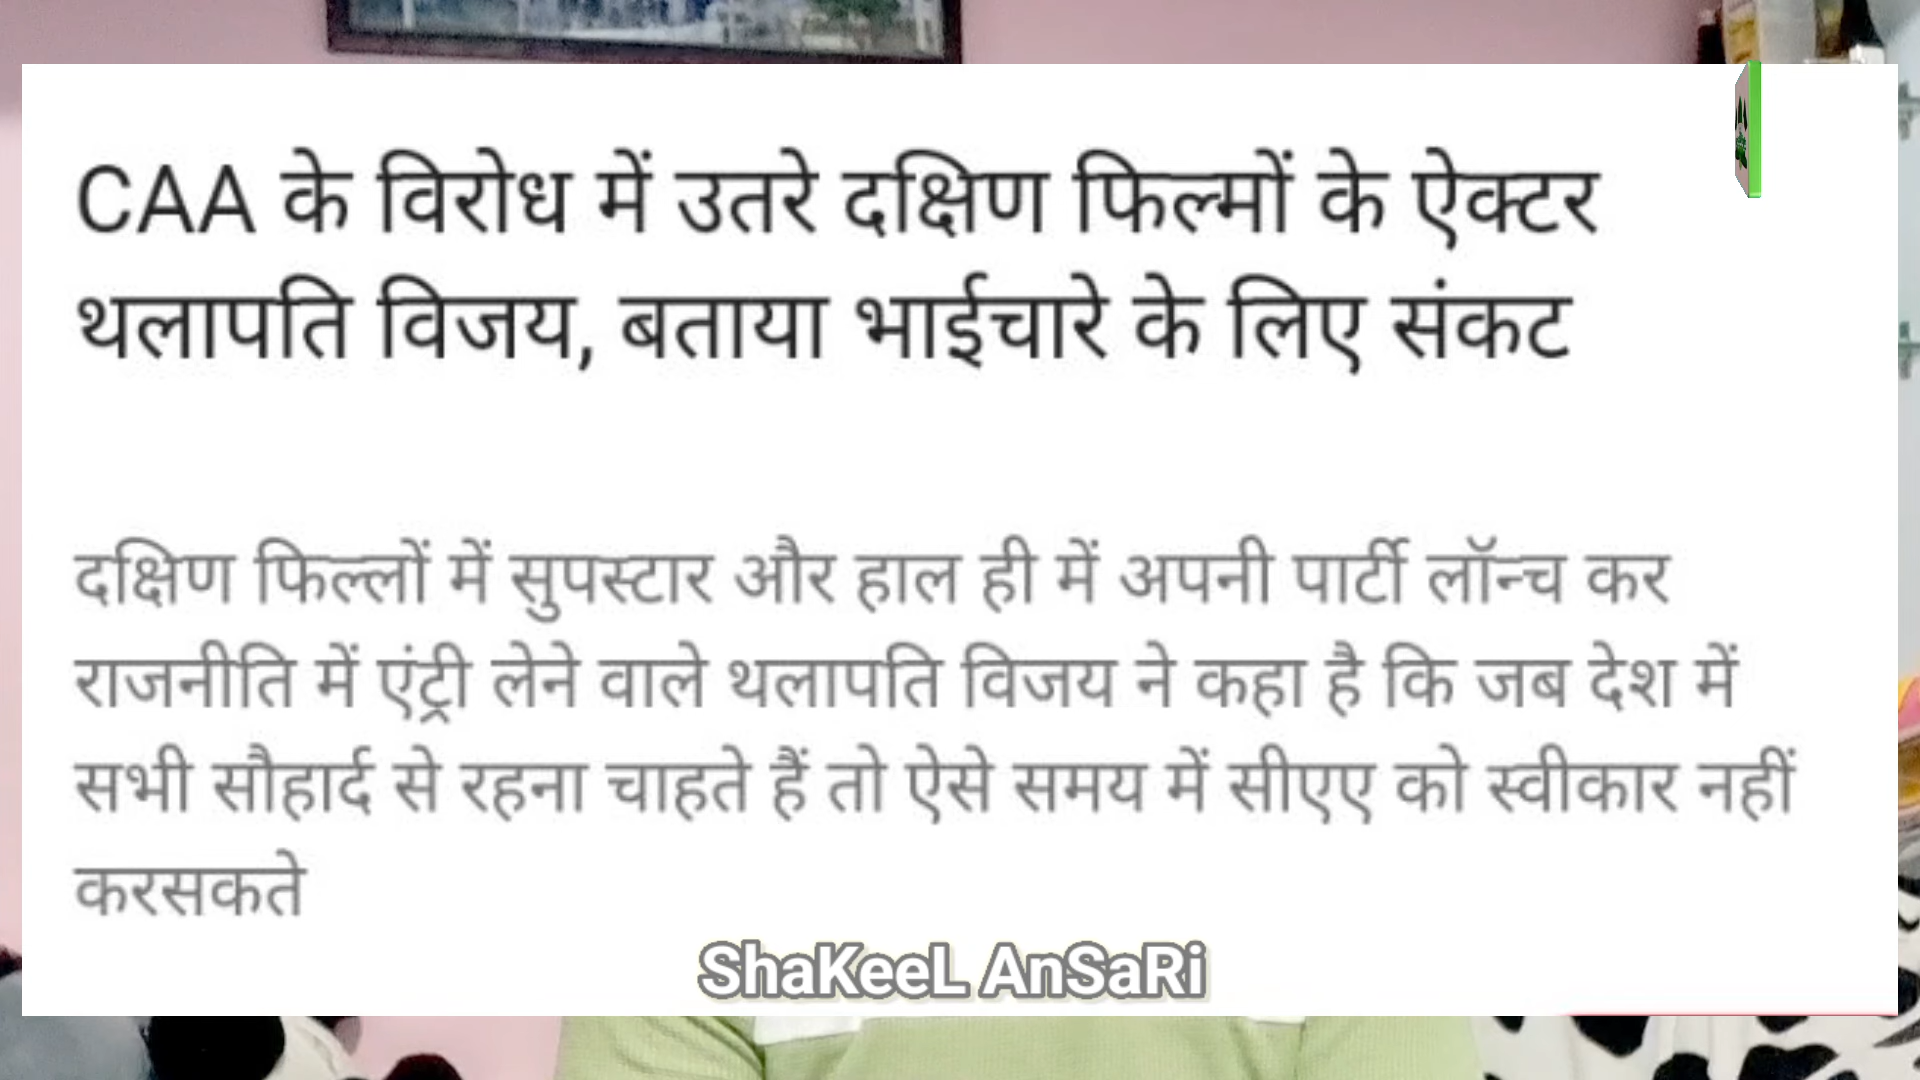 CAA के विरोध में उतरे दक्षिण फिल्मों के ऐक्टर
थलापति विजय, बताया भाईचारे के लिए संकट
दक्षिण फिल्लों में सुपस्टार और हाल ही में अपनी पार्टी लॉन्च कर
राजनीति में एंट्री लेने वाले थलापति विजय ने कहा है कि जब देश में
सभी सौहार्द से रहना चाहते हैं तो ऐसे समय में सीएए को स्वीकार नहीं
करसकते
ShaKeeL AnSaRi